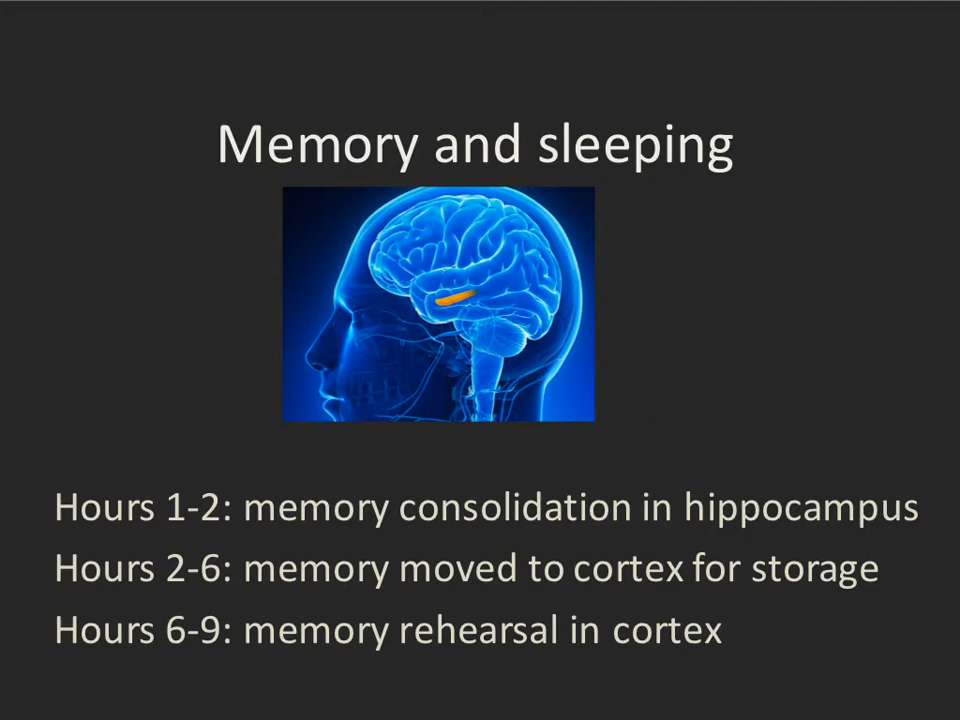 Memory and sleeping
Hours 1-2: memory consolidation in hippocampus
Hours 2-6: memory moved to cortex for storage
Hours 6-9: memory rehearsal in cortex